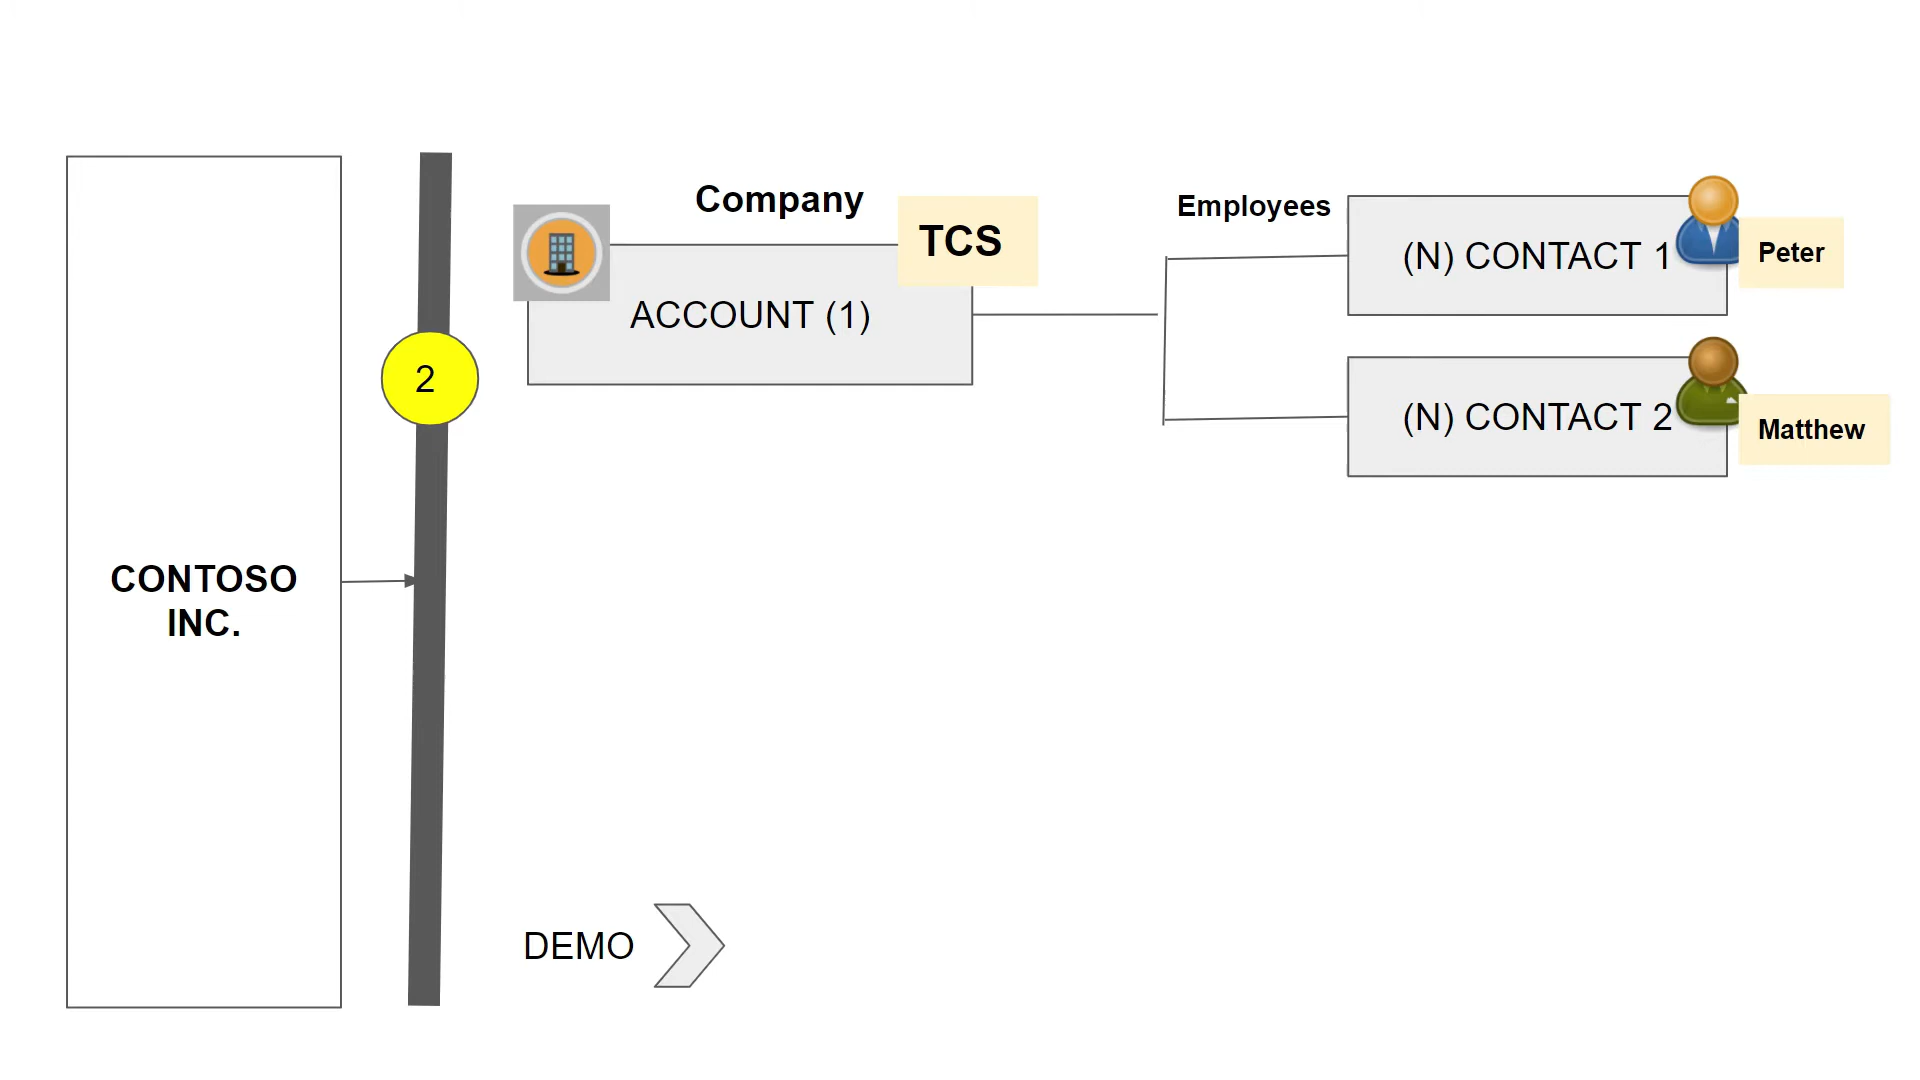 CONTOSO
INC.
2
Company
TCS
ACCOUNT (1)
Employees
(N) CONTACT 1
Peter
(N) CONTACT 2
Matthew
DEMO